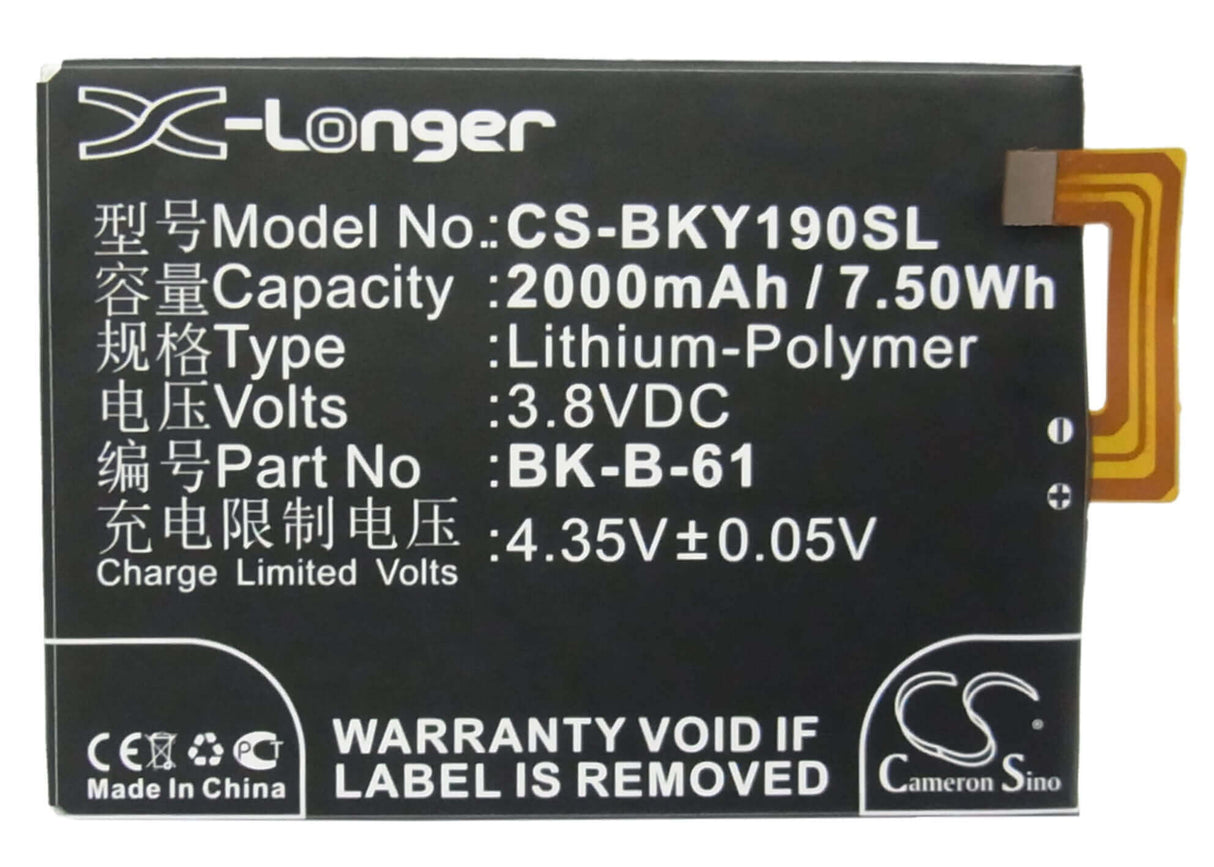 X-Longer
型号Model No.:CS-BKY190SL
容量Capacity :2000mAh / 7.50Wh
规格Type :Lithium-Polymer
电压Volts :3.8VDC
编号Part No :BK-B-61
充电限制电压 :4.35V±0.05V
Charge Limited Volts
CE PCT
Made In China
WARRANTY VOID IF
LABEL IS REMOVED
CS®
Cameron Sino